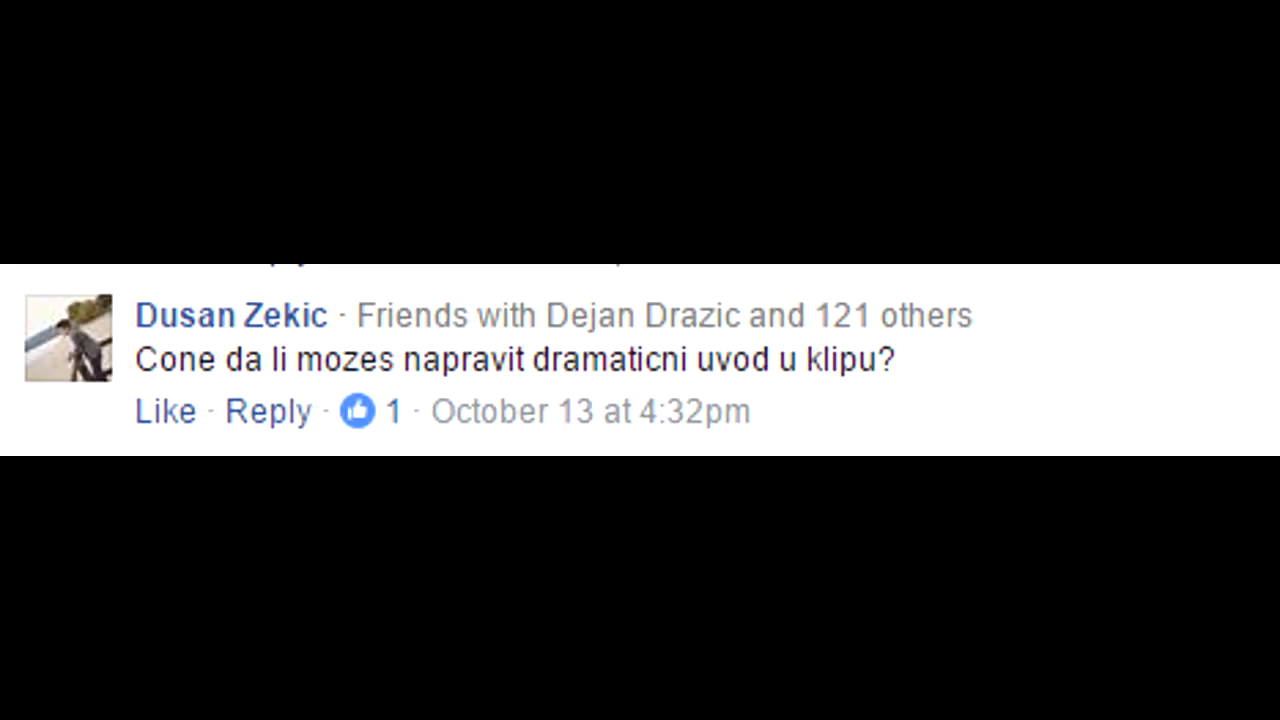 Dusan Zekic · Friends with Dejan Drazic and 121 others
Cone da li mozes napravit dramaticni uvod u klipu?
Like · Reply · 1 · October 13 at 4:32pm